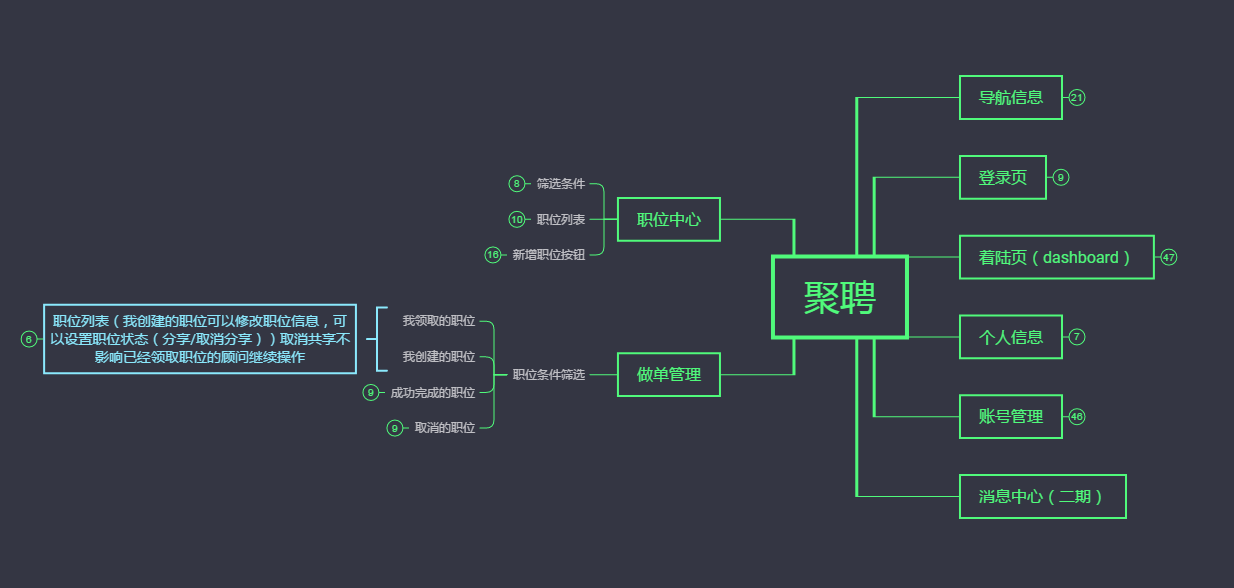 聚聘
导航信息
21
登录页
9
着陆页（dashboard）
47
个人信息
7
账号管理
46
消息中心（二期）
职位中心
筛选条件
8
职位列表
10
新增职位按钮
16
做单管理
职位条件筛选
我领取的职位
我创建的职位
成功完成的职位
9
取消的职位
9
职位列表（我创建的职位可以修改职位信息，可
以设置职位状态（分享/取消分享））取消共享不
影响已经领取职位的顾问继续操作
6